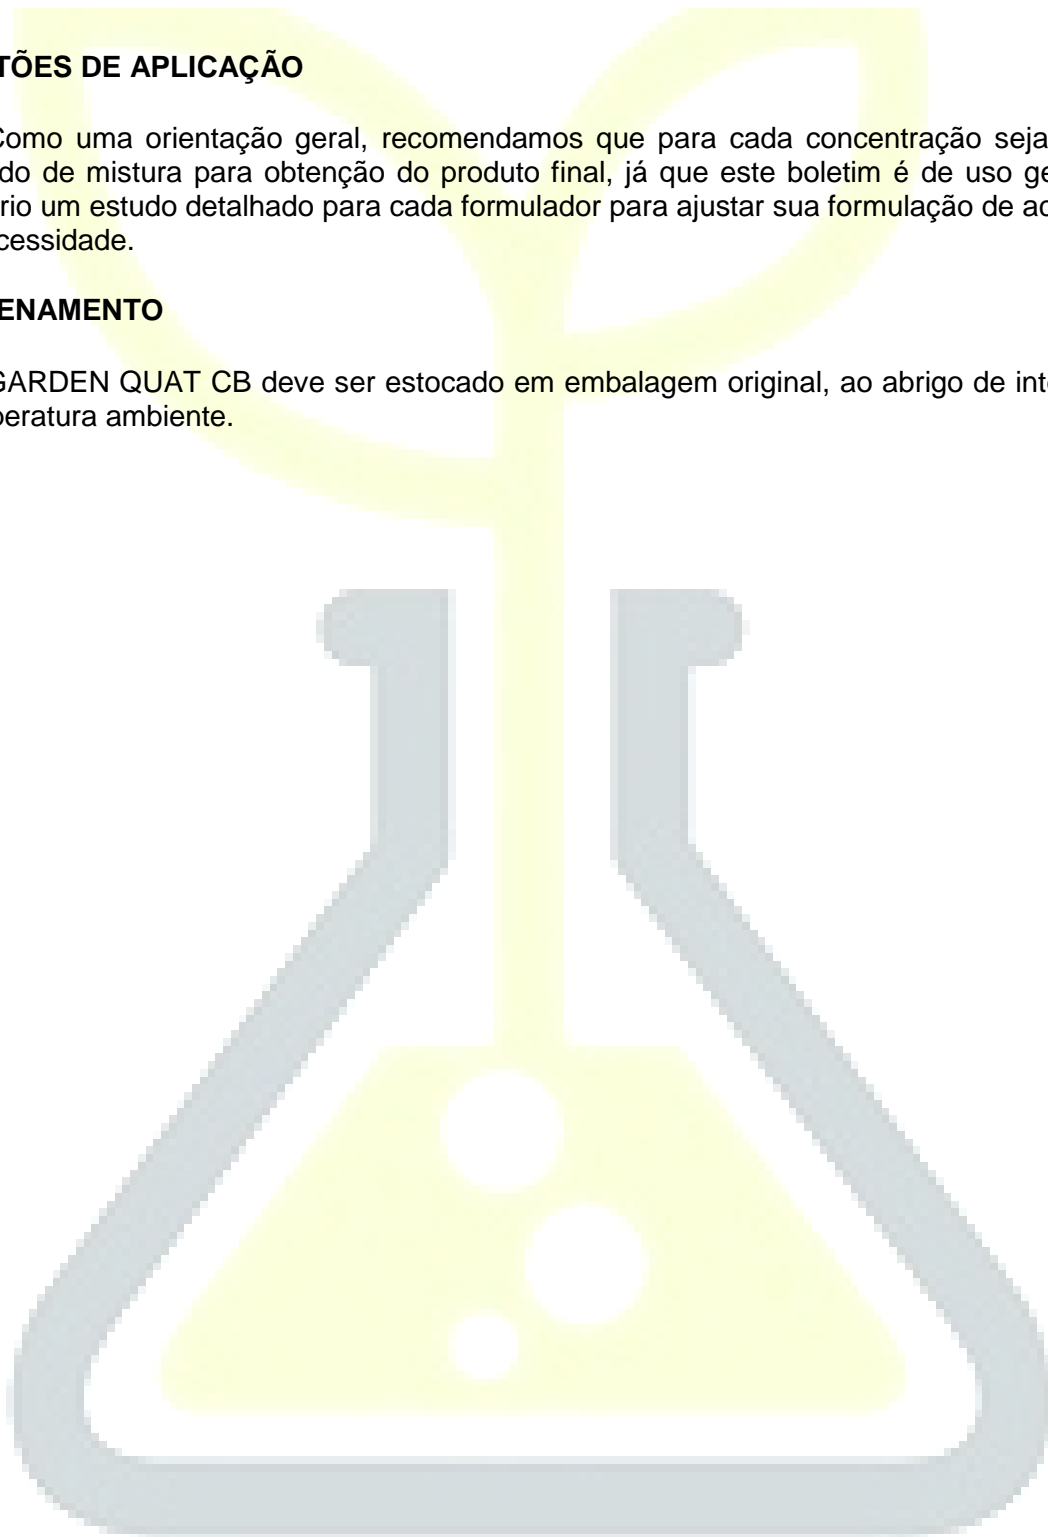 TÕES DE APLICAÇÃO
Como uma orientação geral, recomendamos que para cada concentração seja
do de mistura para obtenção do produto final, já que este boletim é de uso ge
rio um estudo detalhado para cada formulador para ajustar sua formulação de ac
cessidade.
ENAMENTO
GARDEN QUAT CB deve ser estocado em embalagem original, ao abrigo de inte
peratura ambiente.